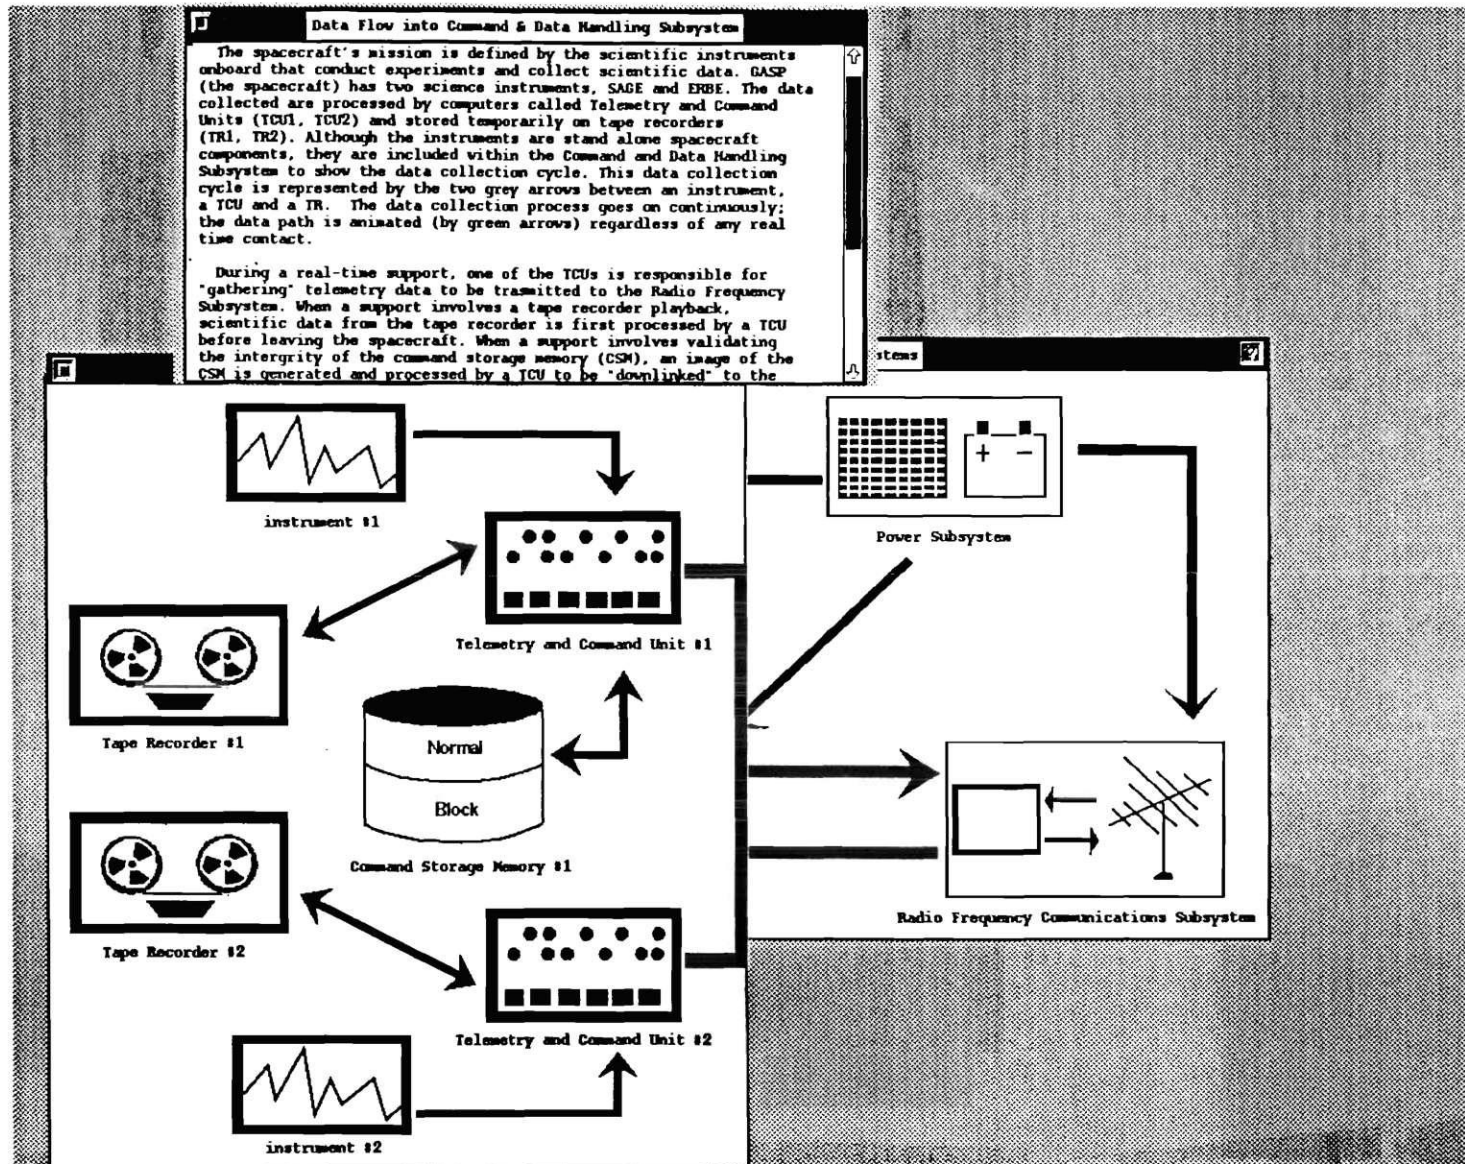 Data Flow into Command & Data Handling Subsystem
The spacecraft's mission is defined by the scientific instruments
onboard that conduct experiments and collect scientific data. GASP
(the spacecraft) has two science instruments, SAGE and ERBE. The data
collected are processed by computers called Telemetry and Command
Units (TCU1, TCU2) and stored temporarily on tape recorders
(TR1, TR2). Although the instruments are stand alone spacecraft
components, they are included within the Command and Data Handling
Subsystem to show the data collection cycle. This data collection
cycle is represented by the two grey arrows between an instrument,
a TCU and a TR. The data collection process goes on continuously;
the data path is animated (by green arrows) regardless of any real
time contact.
During a real-time support, one of the TCUs is responsible for
"gathering" telemetry data to be trasmitted to the Radio Frequency
Subsystem. When a support involves a tape recorder playback,
scientific data from the tape recorder is first processed by a TCU
before leaving the spacecraft. When a support involves validating
the intergrity of the command storage memory (CSM), an image of the
CSM is generated and processed by a TCU to be "downlinked" to the
stems
instrument #1
+ −
Power Subsystem
Telemetry and Command Unit #1
Tape Recorder #1
Normal
Block
Command Storage Memory #1
Radio Frequency Communications Subsystem
Tape Recorder #2
Telemetry and Command Unit #2
instrument #2